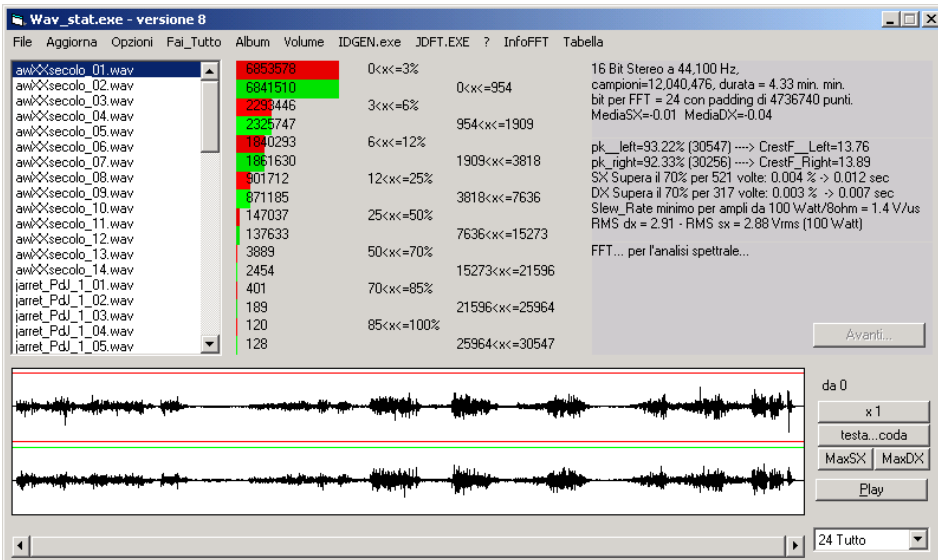 Wav_stat.exe - versione 8
File Aggiorna Opzioni Fai_Tutto Album Volume IDGEN.exe JDFT.EXE ? InfoFFT Tabella
awXXsecolo_01.wav
awXXsecolo_02.wav
awXXsecolo_03.wav
awXXsecolo_04.wav
awXXsecolo_05.wav
awXXsecolo_06.wav
awXXsecolo_07.wav
awXXsecolo_08.wav
awXXsecolo_09.wav
awXXsecolo_10.wav
awXXsecolo_11.wav
awXXsecolo_12.wav
awXXsecolo_13.wav
awXXsecolo_14.wav
jarret_PdJ_1_01.wav
jarret_PdJ_1_02.wav
jarret_PdJ_1_03.wav
jarret_PdJ_1_04.wav
jarret_PdJ_1_05.wav
6853578 0<x<=3%
6841510 0<x<=954
2293446 3<x<=6%
2325747 954<x<=1909
1840293 6<x<=12%
1861630 1909<x<=3818
901712 12<x<=25%
871185 3818<x<=7636
147037 25<x<=50%
137633 7636<x<=15273
3889 50<x<=70%
2454 15273<x<=21596
401 70<x<=85%
189 21596<x<=25964
120 85<x<=100%
128 25964<x<=30547
16 Bit Stereo a 44,100 Hz,
campioni=12,040,476, durata = 4.33 min. min.
bit per FFT = 24 con padding di 4736740 punti.
MediaSX=-0.01 MediaDX=-0.04
pk__left=93.22% (30547) ----> CrestF__Left=13.76
pk_right=92.33% (30256) ----> CrestF_Right=13.89
SX Supera il 70% per 521 volte: 0.004 % -> 0.012 sec
DX Supera il 70% per 317 volte: 0.003 % -> 0.007 sec
Slew_Rate minimo per ampli da 100 Watt/8ohm = 1.4 V/us
RMS dx = 2.91 - RMS sx = 2.88 Vrms (100 Watt)
FFT... per l'analisi spettrale...
Avanti...
da 0
x 1
testa...coda
MaxSX MaxDX
Play
24 Tutto